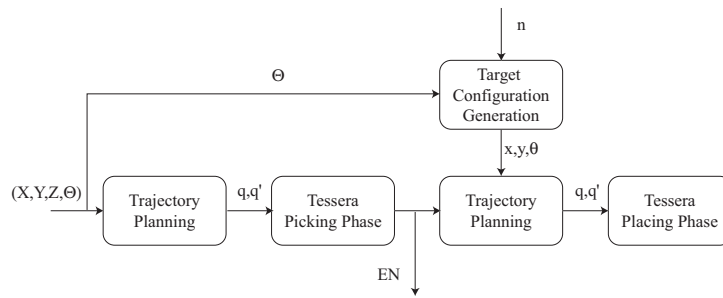 n
Θ
Target
Configuration
Generation
x,y,θ
(X,Y,Z,Θ)
Trajectory
Planning
q,q'
Tessera
Picking Phase
Trajectory
Planning
q,q'
Tessera
Placing Phase
EN